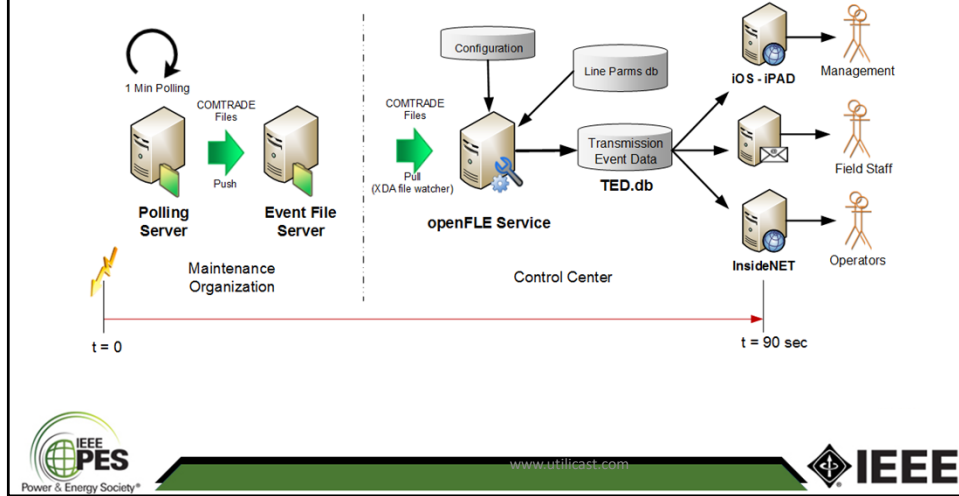 1 Min Polling
COMTRADE
Files
Push
Polling
Server
Event File
Server
Maintenance
Organization
COMTRADE
Files
Pull
(XDA file watcher)
Configuration
Line Parms db
openFLE Service
Transmission
Event Data
TED.db
Control Center
iOS - iPAD
Management
@
Field Staff
InsideNET
Operators
t = 0
t = 90 sec
IEEE
PES
Power & Energy Society®
www.utilicast.com
IEEE